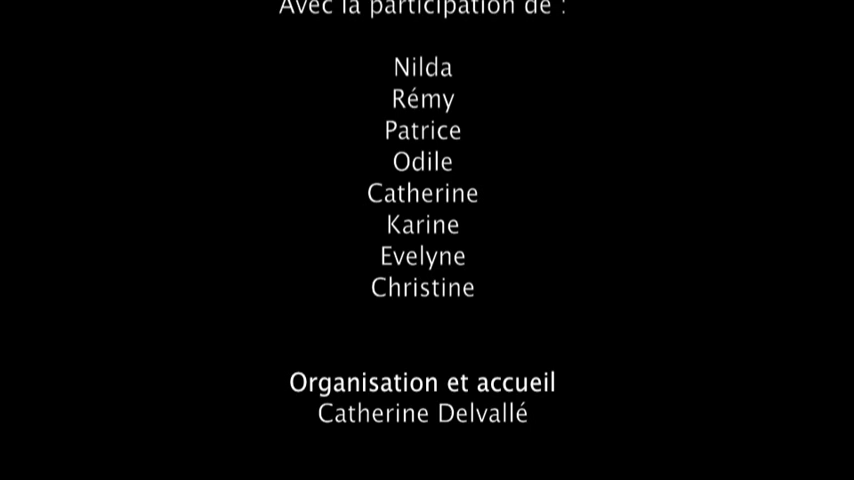 Avec la participation de :
Nilda
Rémy
Patrice
Odile
Catherine
Karine
Evelyne
Christine
Organisation et accueil
Catherine Delvallé